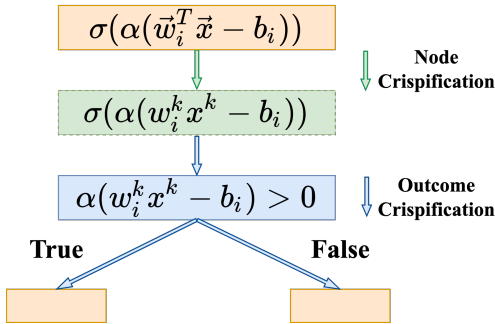 σ(α(w⃗ᵢᵀx⃗ − bᵢ))
Node
Crispification
σ(α(wᵢᵏxᵏ − bᵢ))
α(wᵢᵏxᵏ − bᵢ) > 0
Outcome
Crispification
True
False